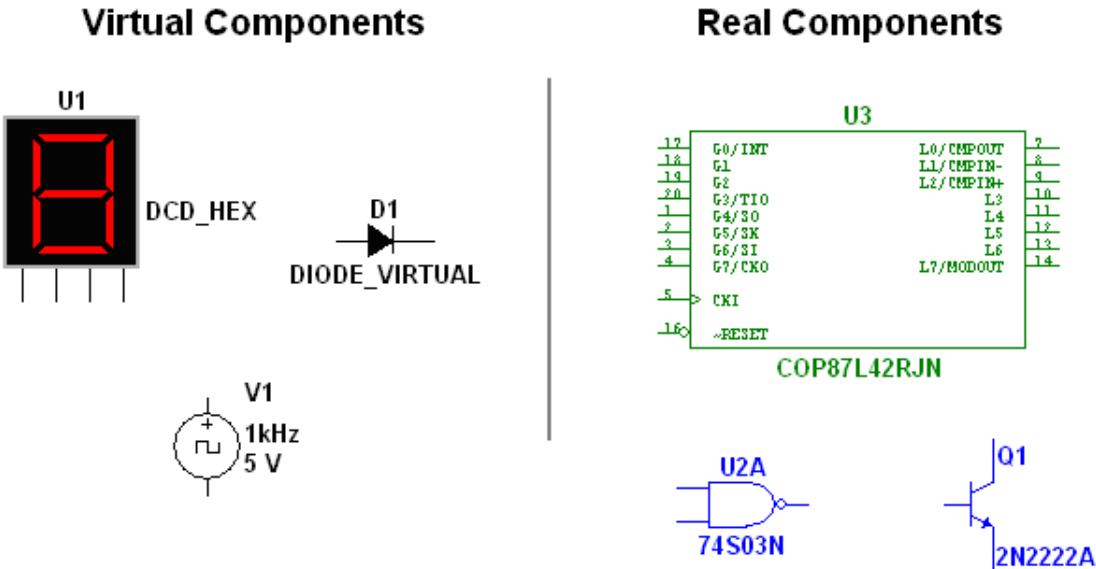 Virtual Components
Real Components
U1
DCD_HEX
D1
DIODE_VIRTUAL
V1
1kHz
5 V
U3
17 G0/INT L0/CMPOUT 7
18 G1 L1/CMPIN- 8
19 G2 L2/CMPIN+ 9
20 G3/TIO L3 10
1 G4/SO L4 11
2 G5/SK L5 12
3 G6/SI L6 13
4 G7/CKO L7/MODOUT 14
5 CKI
16 ~RESET
COP87L42RJN
U2A
74S03N
Q1
2N2222A